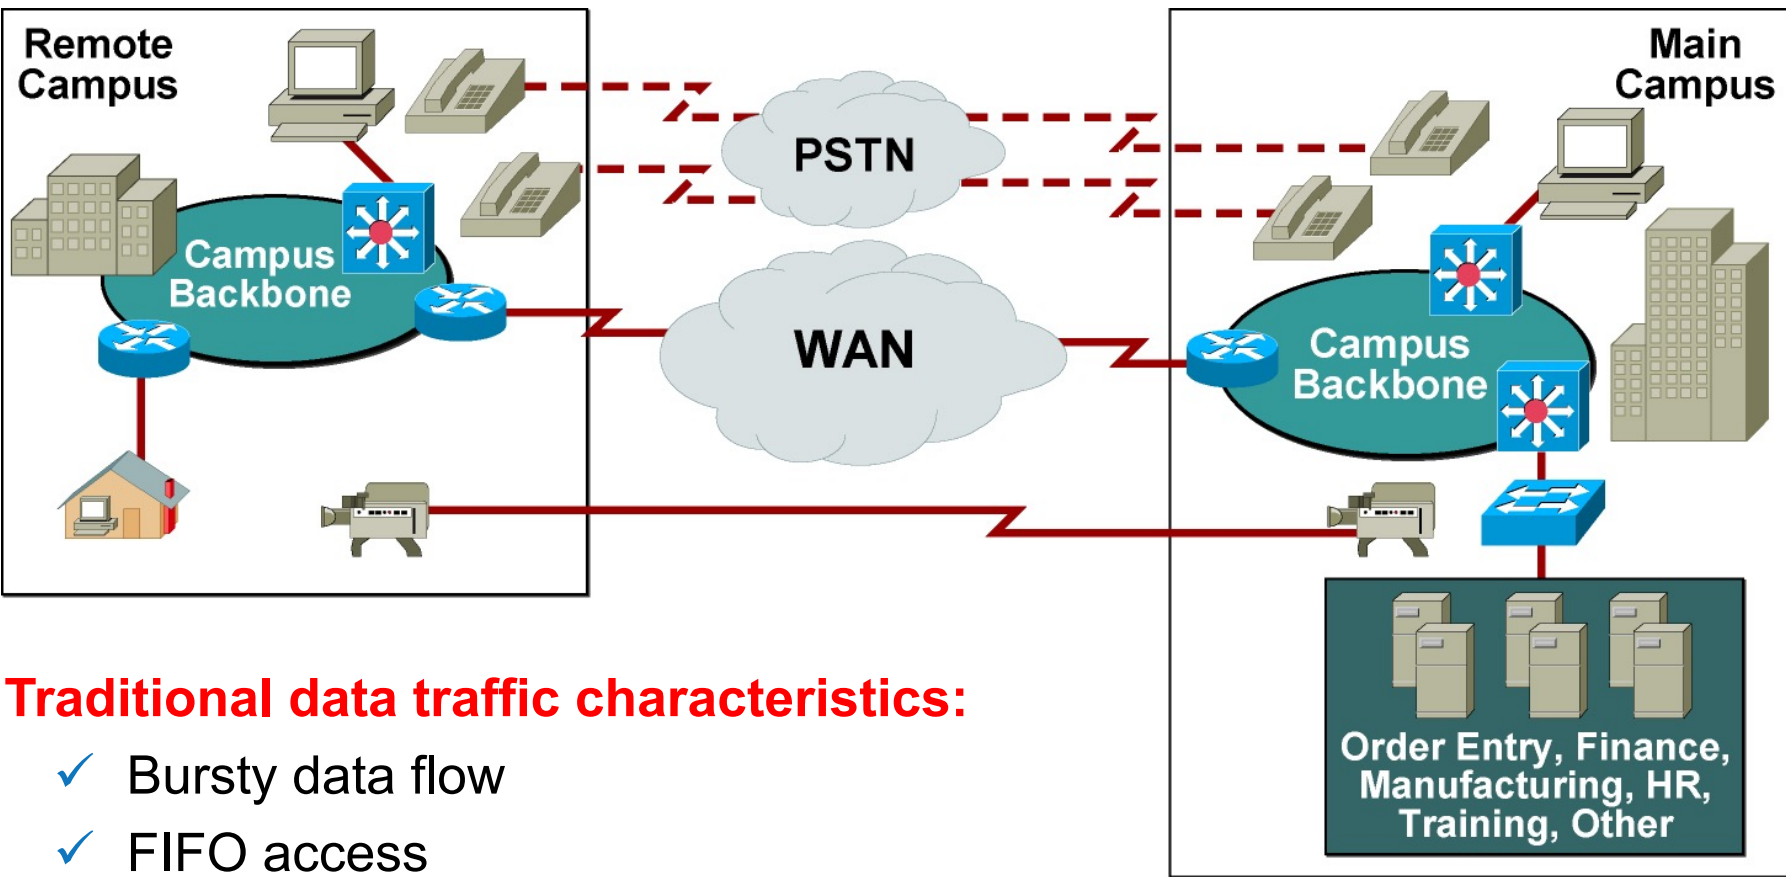 Remote
Campus
Main
Campus
PSTN
Campus
Backbone
WAN
Campus
Backbone
Order Entry, Finance,
Manufacturing, HR,
Training, Other
Traditional data traffic characteristics:
✓ Bursty data flow
✓ FIFO access